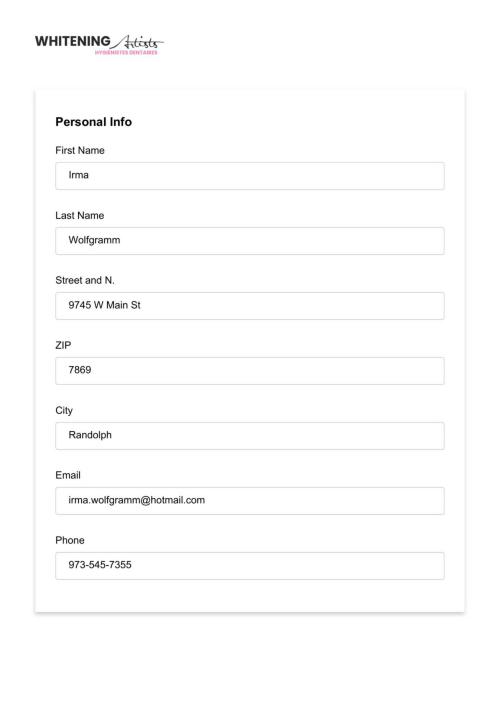 WHITENING Artists
HYGIÉNISTES DENTAIRES
Personal Info
First Name
Irma
Last Name
Wolfgramm
Street and N.
9745 W Main St
ZIP
7869
City
Randolph
Email
irma.wolfgramm@hotmail.com
Phone
973-545-7355